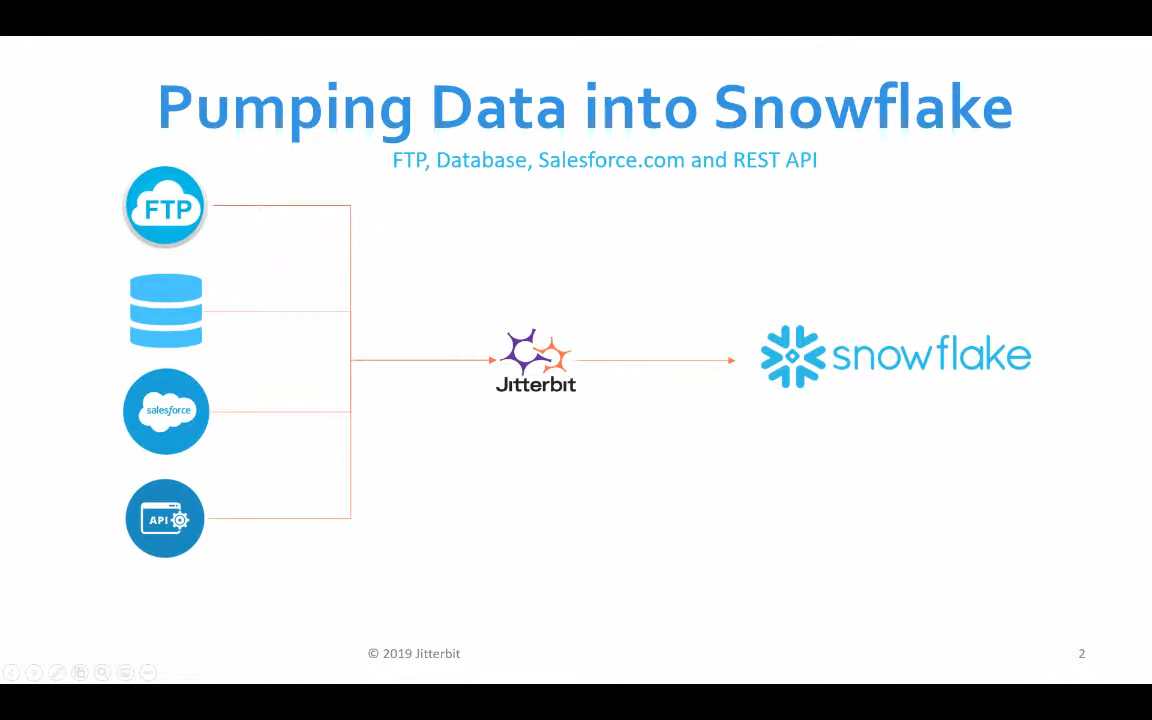 Pumping Data into Snowflake
FTP, Database, Salesforce.com and REST API
FTP
salesforce
API
Jitterbit
snowflake
© 2019 Jitterbit
2